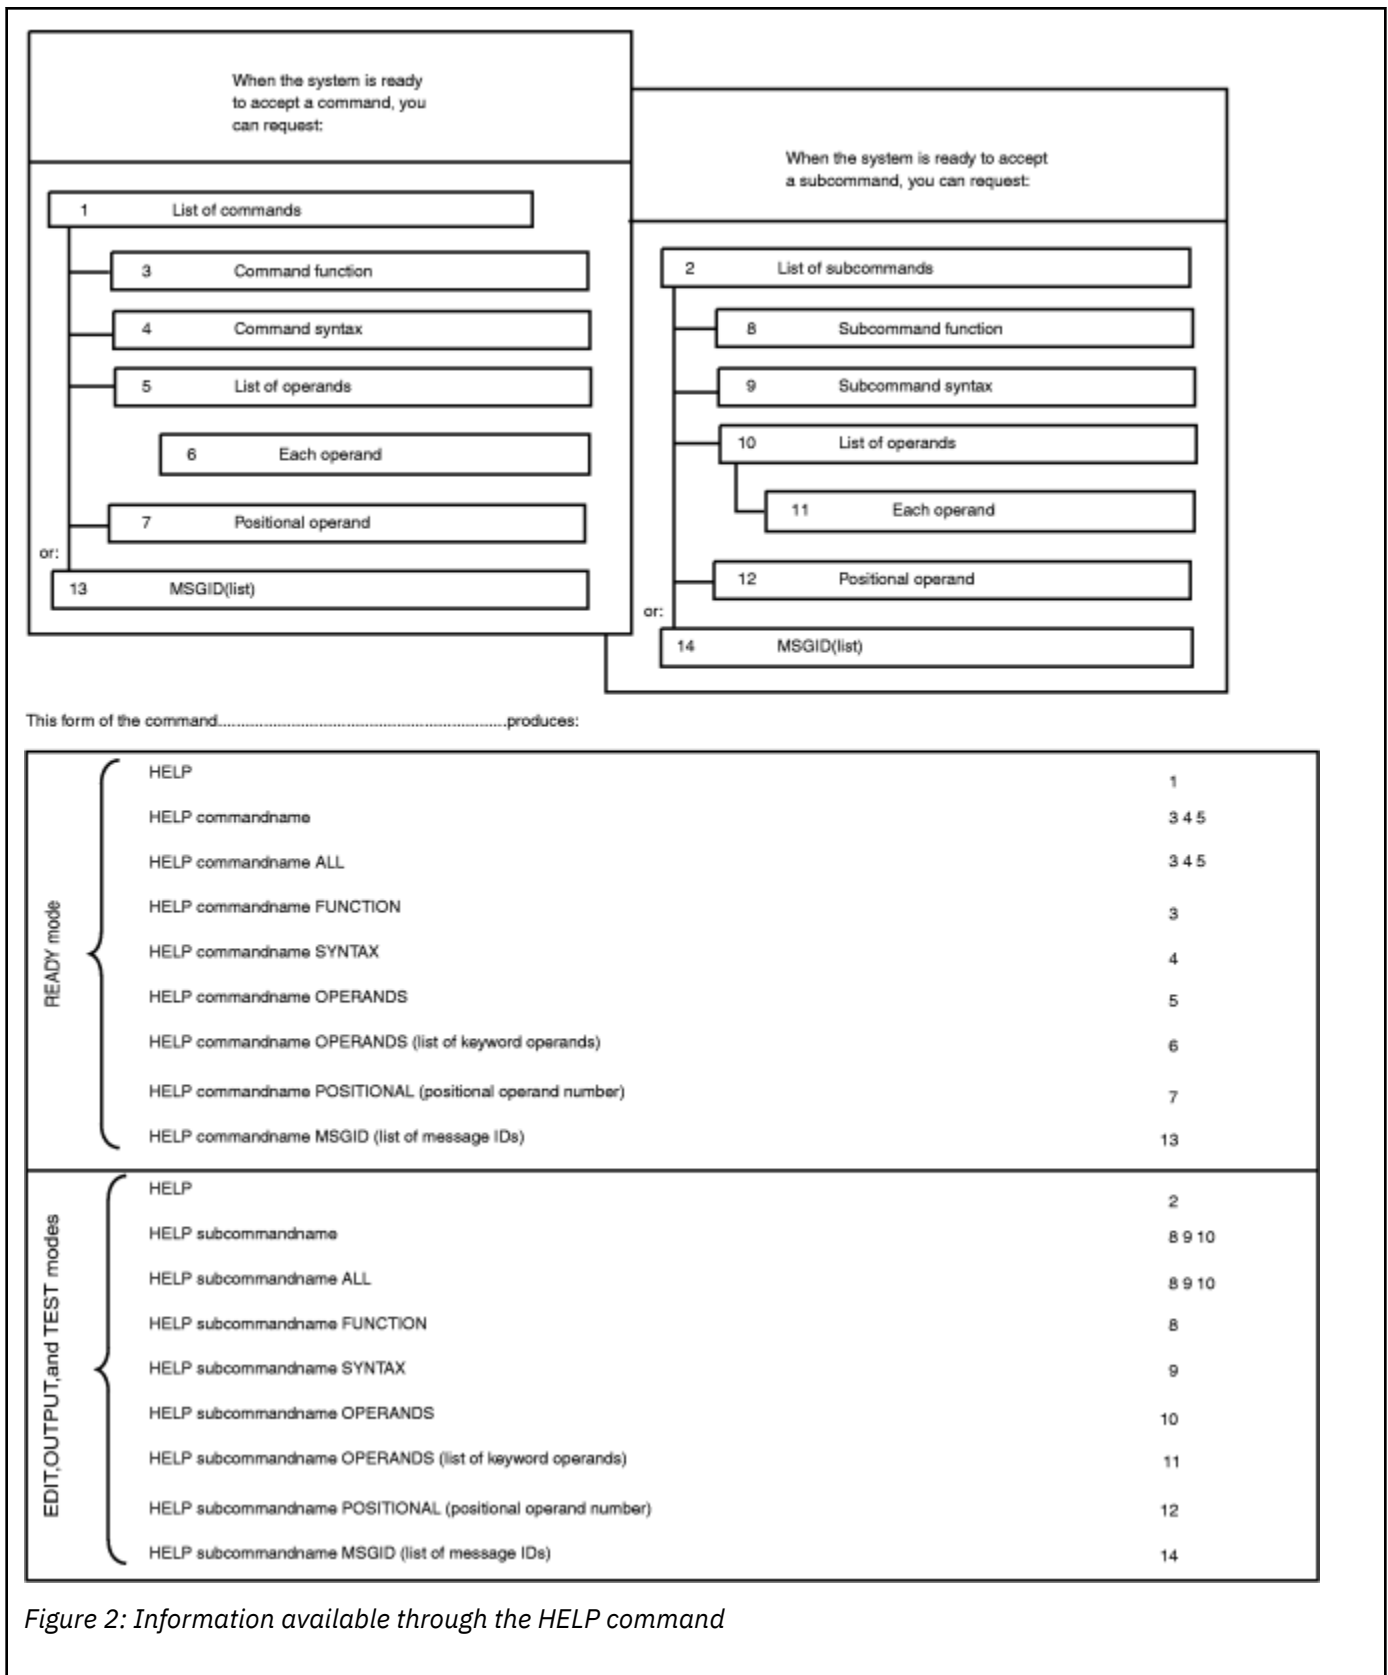 When the system is ready
to accept a command, you
can request:
1 List of commands
3 Command function
4 Command syntax
5 List of operands
6 Each operand
7 Positional operand
or:
13 MSGID(list)
When the system is ready to accept
a subcommand, you can request:
2 List of subcommands
8 Subcommand function
9 Subcommand syntax
10 List of operands
11 Each operand
12 Positional operand
or:
14 MSGID(list)
This form of the command................................................................produces:
READY mode
HELP 1
HELP commandname 3 4 5
HELP commandname ALL 3 4 5
HELP commandname FUNCTION 3
HELP commandname SYNTAX 4
HELP commandname OPERANDS 5
HELP commandname OPERANDS (list of keyword operands) 6
HELP commandname POSITIONAL (positional operand number) 7
HELP commandname MSGID (list of message IDs) 13
EDIT,OUTPUT,and TEST modes
HELP 2
HELP subcommandname 8 9 10
HELP subcommandname ALL 8 9 10
HELP subcommandname FUNCTION 8
HELP subcommandname SYNTAX 9
HELP subcommandname OPERANDS 10
HELP subcommandname OPERANDS (list of keyword operands) 11
HELP subcommandname POSITIONAL (positional operand number) 12
HELP subcommandname MSGID (list of message IDs) 14
Figure 2: Information available through the HELP command